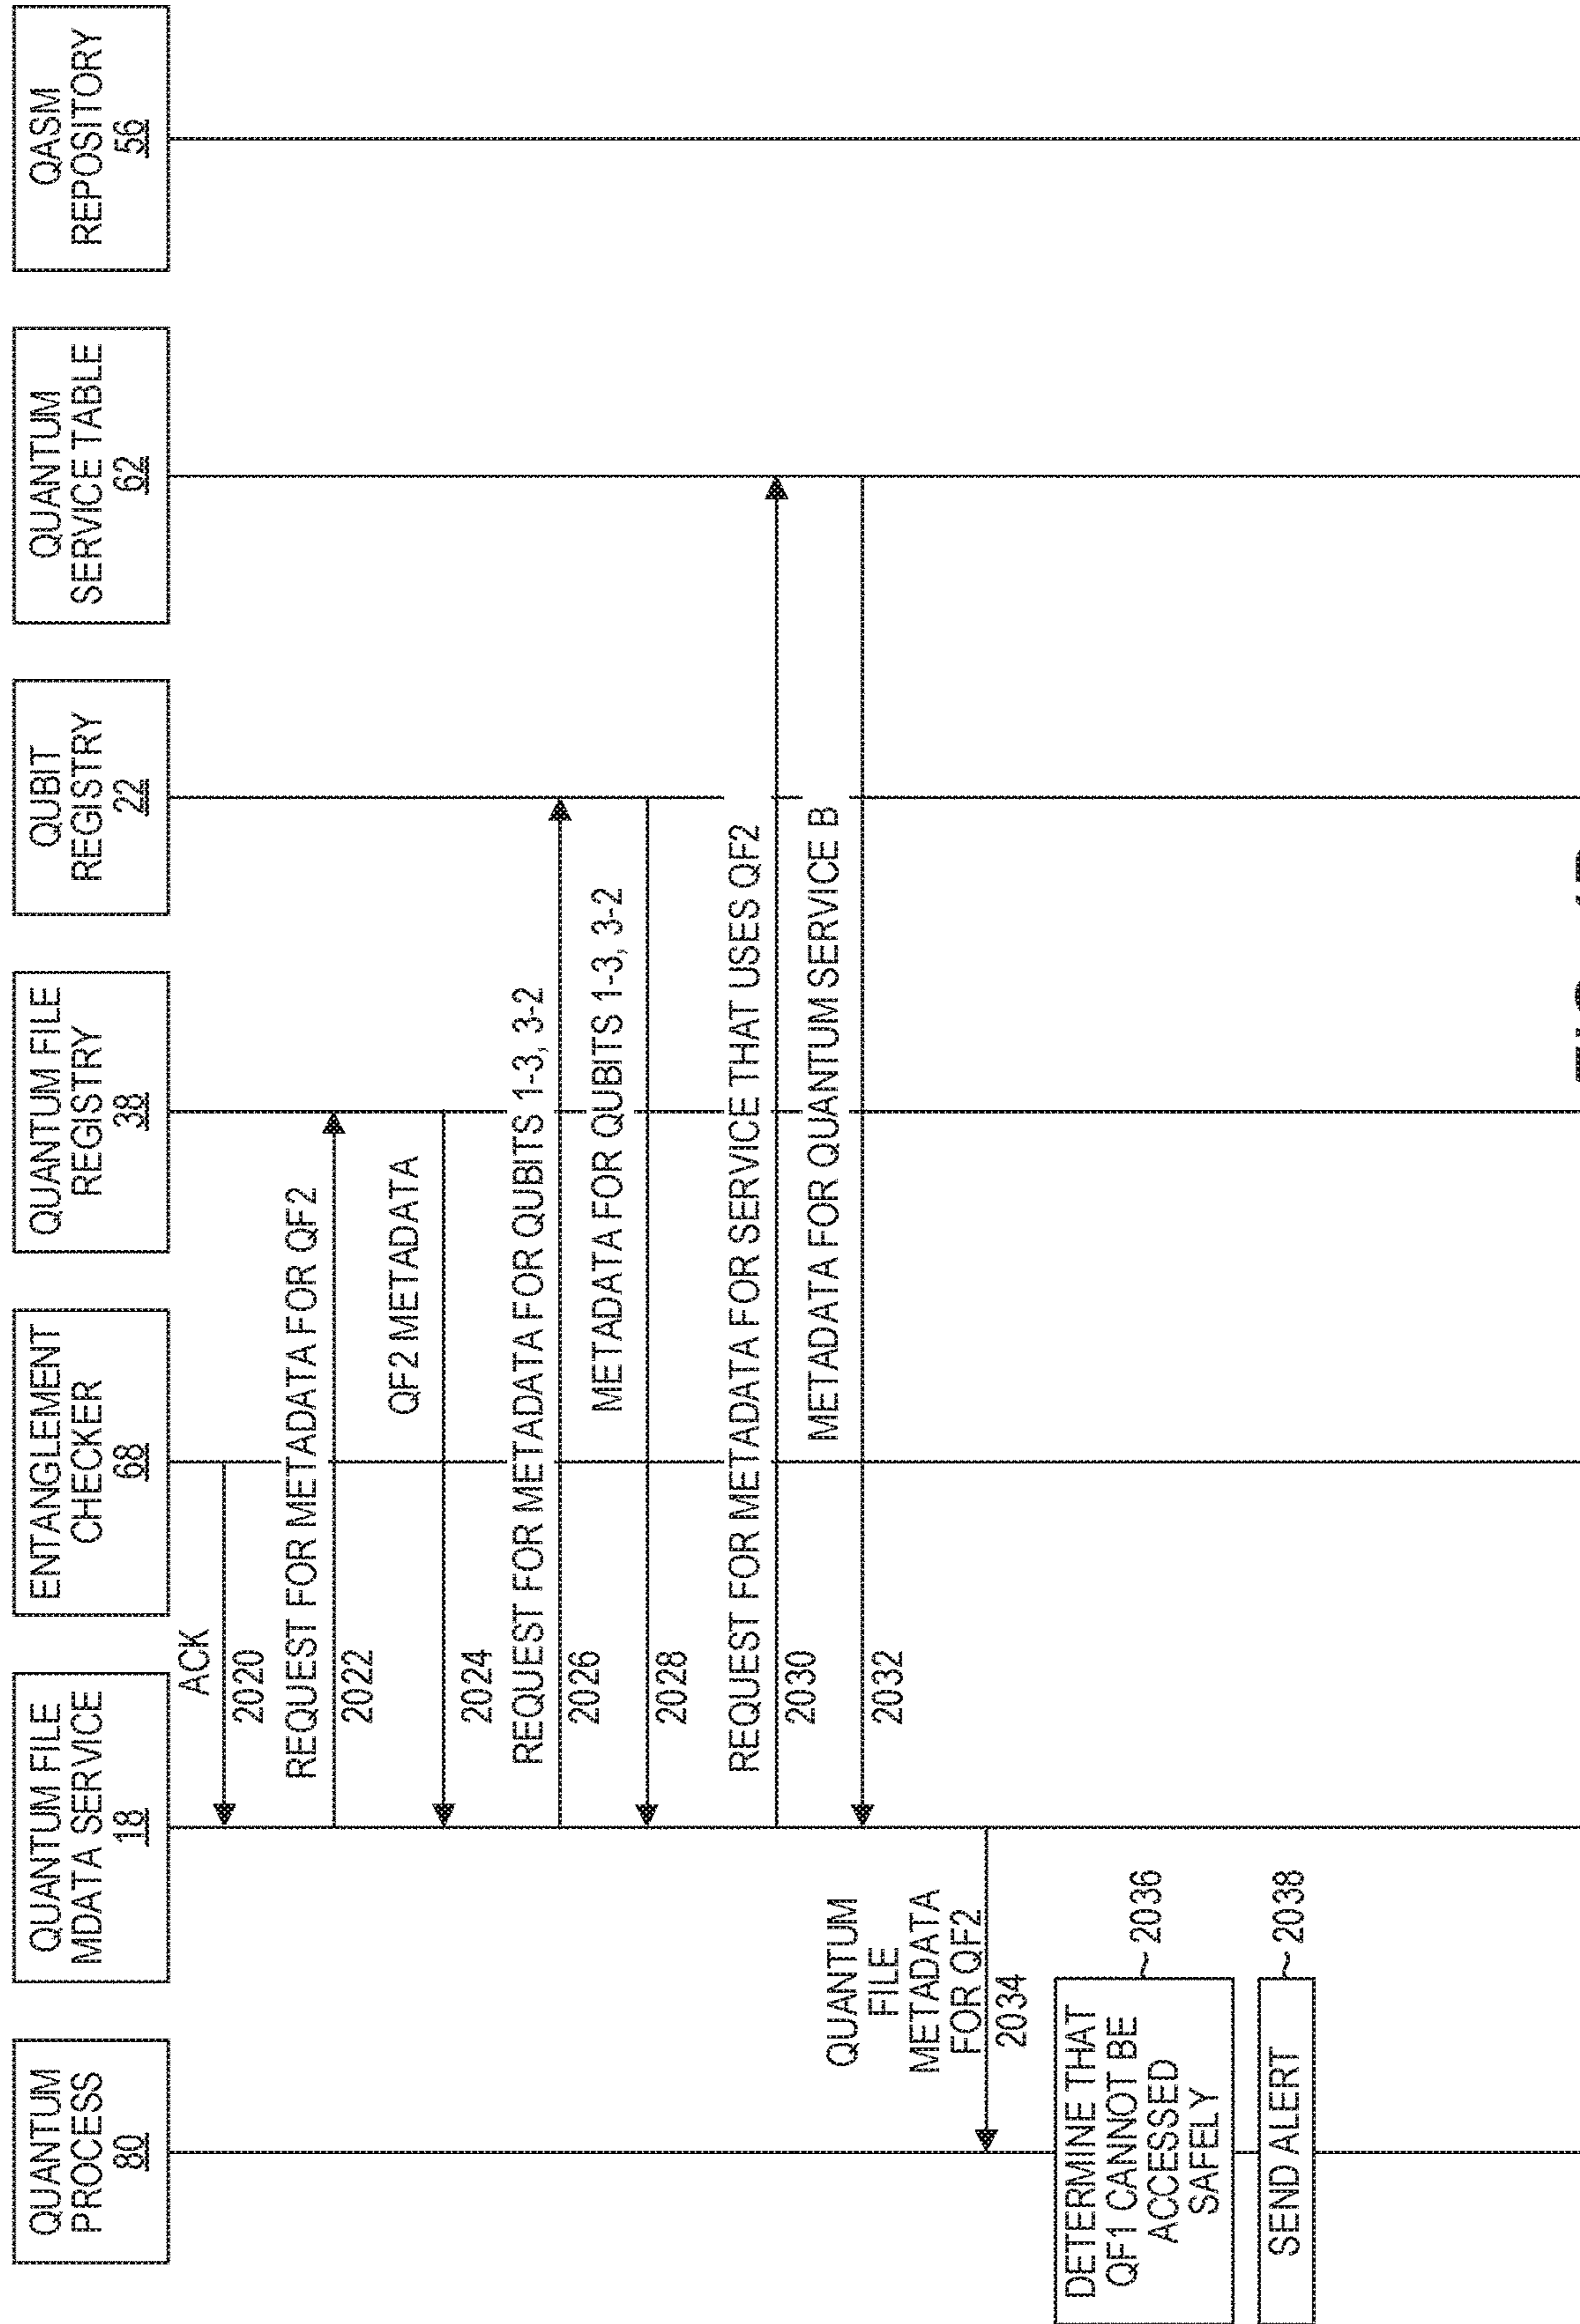 QUANTUM
PROCESS
80
QUANTUM FILE
MDATA SERVICE
18
ENTANGLEMENT
CHECKER
68
QUANTUM FILE
REGISTRY
38
QUBIT
REGISTRY
22
QUANTUM
SERVICE TABLE
62
QASM
REPOSITORY
56
ACK
2020
REQUEST FOR METADATA FOR QF2
2022
QF2 METADATA
2024
REQUEST FOR METADATA FOR QUBITS 1-3, 3-2
2026
METADATA FOR QUBITS 1-3, 3-2
2028
REQUEST FOR METADATA FOR SERVICE THAT USES QF2
2030
METADATA FOR QUANTUM SERVICE B
2032
QUANTUM
FILE
METADATA
FOR QF2
2034
DETERMINE THAT
QF1 CANNOT BE
ACCESSED
SAFELY
~ 2036
SEND ALERT
~ 2038